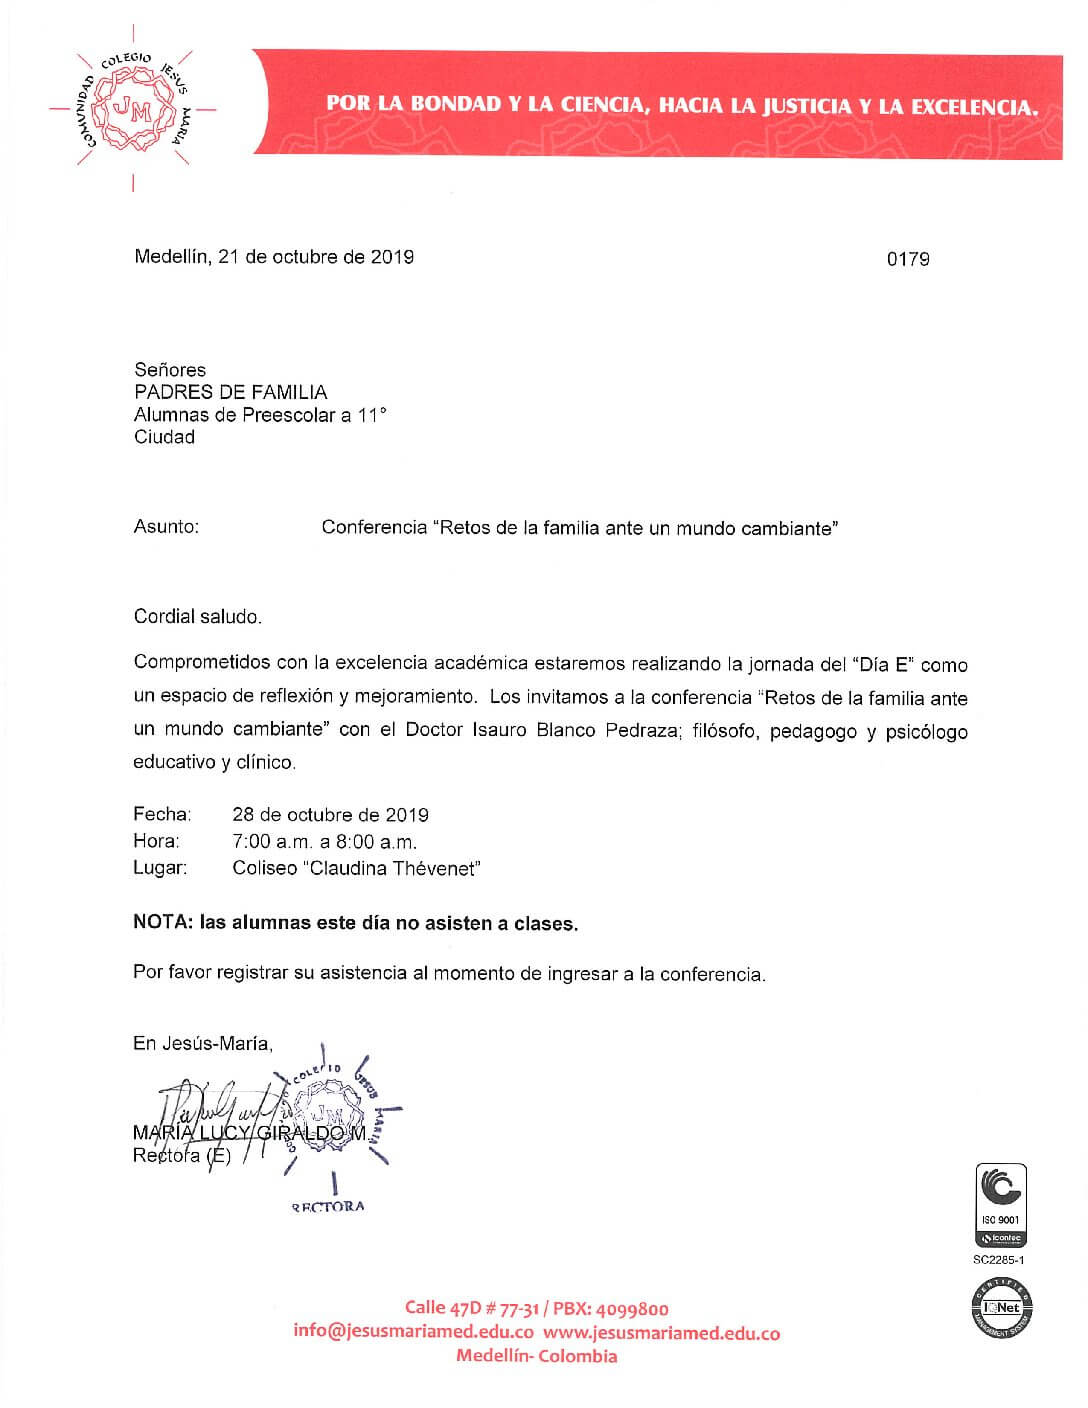 COMUNIDAD COLEGIO JESUS MARIA
JM
POR LA BONDAD Y LA CIENCIA, HACIA LA JUSTICIA Y LA EXCELENCIA.
Medellín, 21 de octubre de 2019 0179
Señores
PADRES DE FAMILIA
Alumnas de Preescolar a 11°
Ciudad
Asunto: Conferencia “Retos de la familia ante un mundo cambiante”
Cordial saludo.
Comprometidos con la excelencia académica estaremos realizando la jornada del “Día E” como
un espacio de reflexión y mejoramiento. Los invitamos a la conferencia “Retos de la familia ante
un mundo cambiante” con el Doctor Isauro Blanco Pedraza; filósofo, pedagogo y psicólogo
educativo y clínico.
Fecha: 28 de octubre de 2019
Hora: 7:00 a.m. a 8:00 a.m.
Lugar: Coliseo “Claudina Thévenet”
NOTA: las alumnas este día no asisten a clases.
Por favor registrar su asistencia al momento de ingresar a la conferencia.
En Jesús-María,
COLEGIO JESUS MARIA
JM
MARÍA LUCY GIRALDO M.
Rectora (E)
RECTORA
ISO 9001
icontec
SC2285-1
CERTIFIED
IQNet
MANAGEMENT SYSTEM
Calle 47D # 77-31 / PBX: 4099800
info@jesusmariamed.edu.co www.jesusmariamed.edu.co
Medellín- Colombia